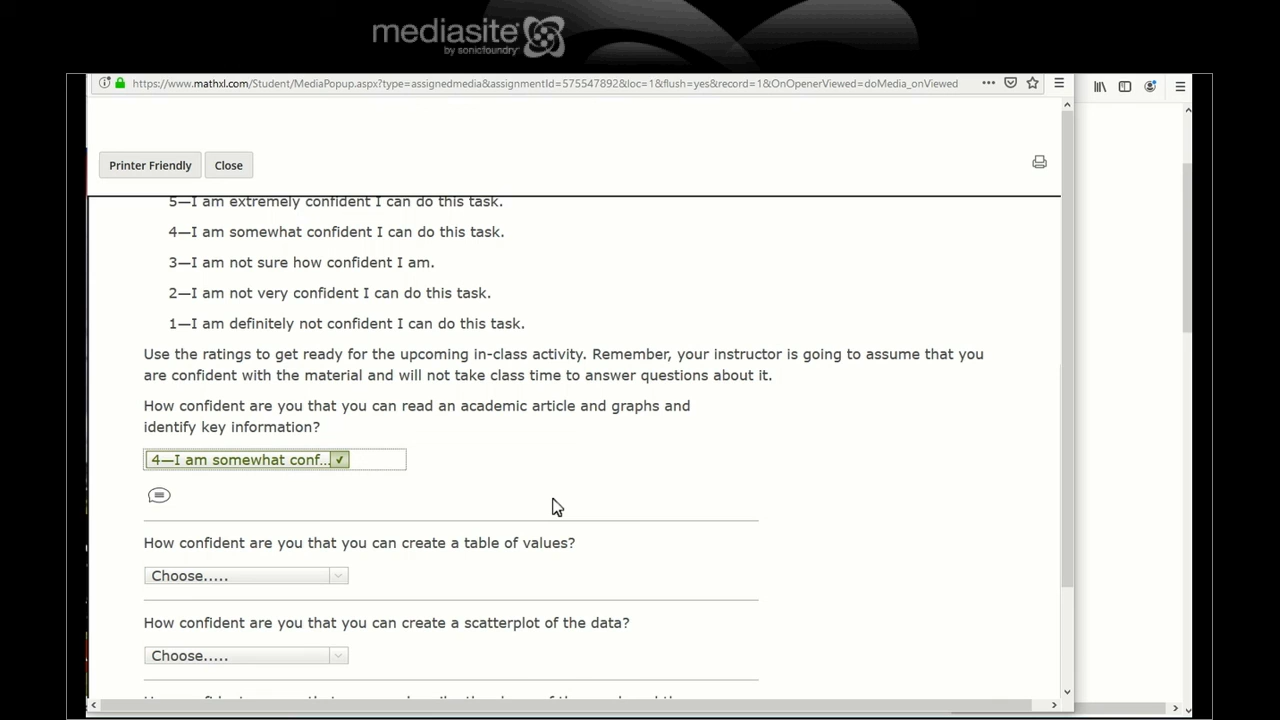 mediasite
by sonicfoundry
https://www.mathxl.com/Student/MediaPopup.aspx?type=assignedmedia&assignmentId=575547892&loc=1&flush=yes&record=1&OnOpenerViewed=doMedia_onViewed
Printer Friendly Close
5—I am extremely confident I can do this task.
4—I am somewhat confident I can do this task.
3—I am not sure how confident I am.
2—I am not very confident I can do this task.
1—I am definitely not confident I can do this task.
Use the ratings to get ready for the upcoming in-class activity. Remember, your instructor is going to assume that you
are confident with the material and will not take class time to answer questions about it.
How confident are you that you can read an academic article and graphs and
identify key information?
4—I am somewhat conf...
How confident are you that you can create a table of values?
Choose.....
How confident are you that you can create a scatterplot of the data?
Choose.....